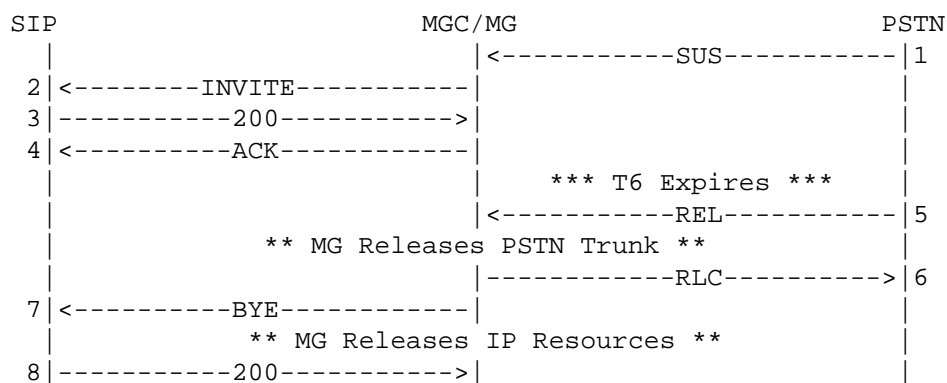 SIP                       MGC/MG                       PSTN
  |                          |<-----------SUS-----------|1
 2|<--------INVITE-----------|                          |
 3|-----------200----------->|                          |
 4|<----------ACK------------|                          |
  |                          |    *** T6 Expires ***    |
  |                          |<-----------REL-----------|5
  |             ** MG Releases PSTN Trunk **            |
  |                          |------------RLC---------->|6
 7|<----------BYE------------|                          |
  |            ** MG Releases IP Resources **           |
 8|-----------200----------->|                          |